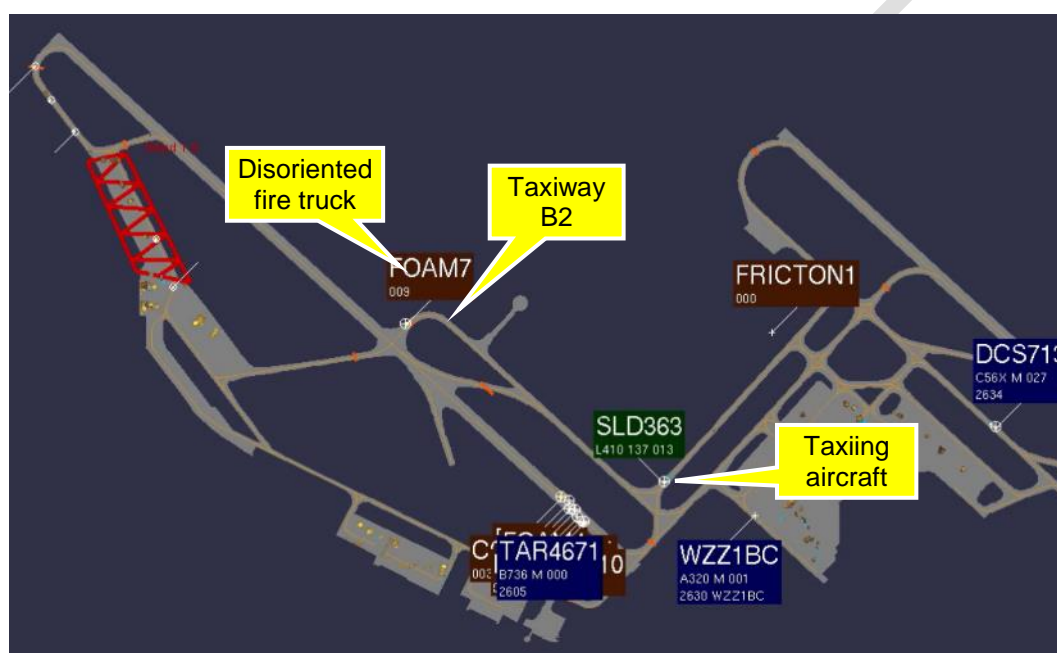 Disoriented
fire truck
Taxiway
B2
FOAM7
009
FRICTON1
000
DCS713
C56X M 027
2634
SLD363
L410 137 013
Taxiing
aircraft
TAR4671
B736 M 000
2605
10
WZZ1BC
A320 M 001
2630 WZZ1BC